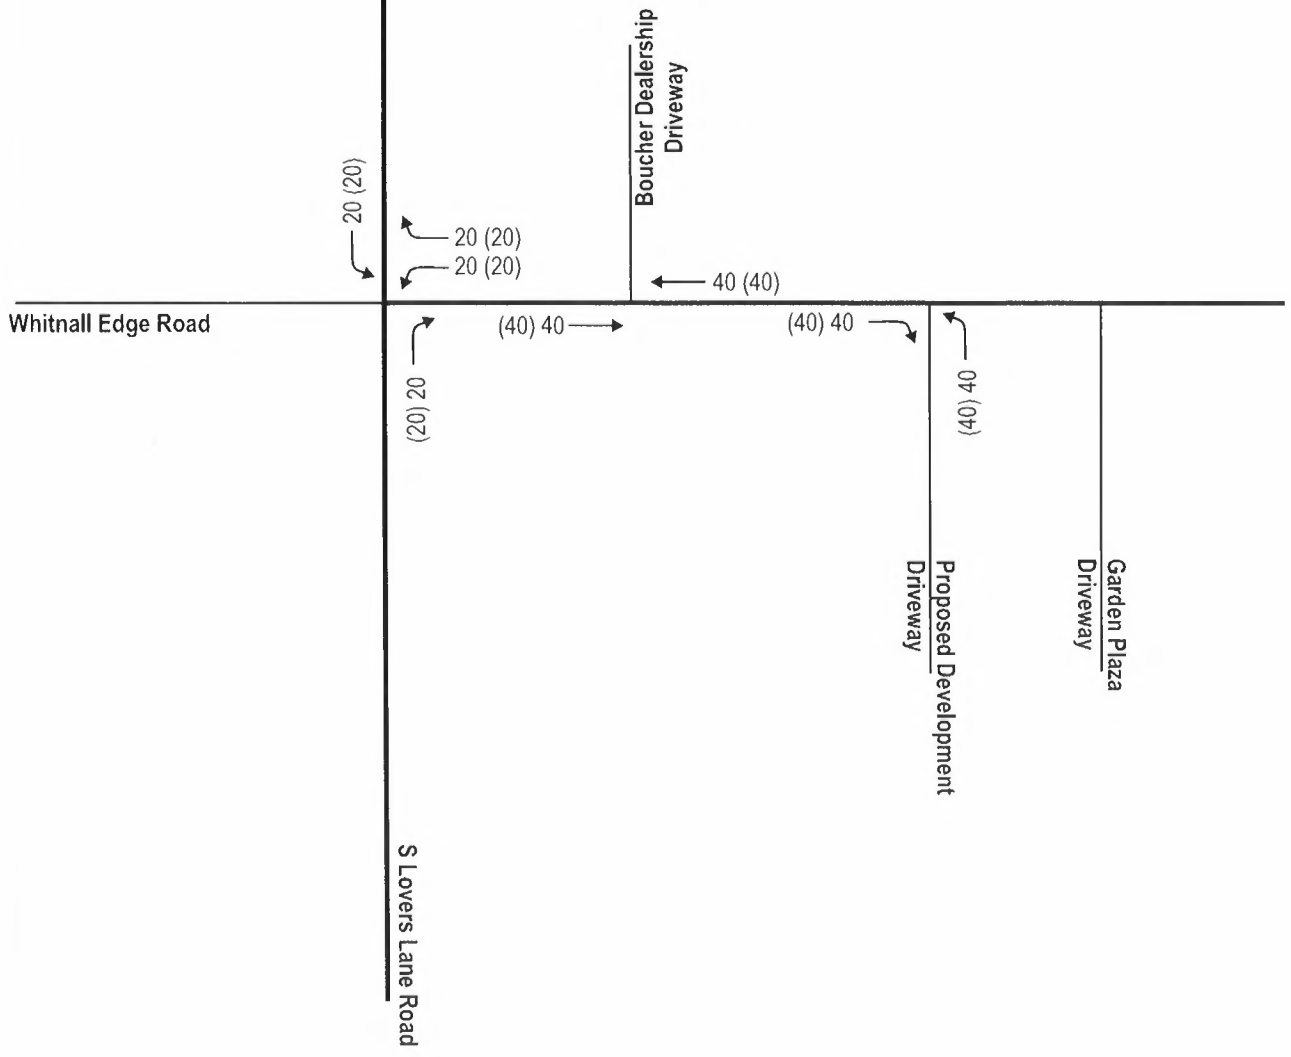 Boucher Dealership
Driveway
20 (20)
20 (20)
20 (20)
40 (40)
Whitnall Edge Road
(40) 40
(40) 40
(20) 20
(40) 40
Proposed Development
Driveway
Garden Plaza
Driveway
S Lovers Lane Road